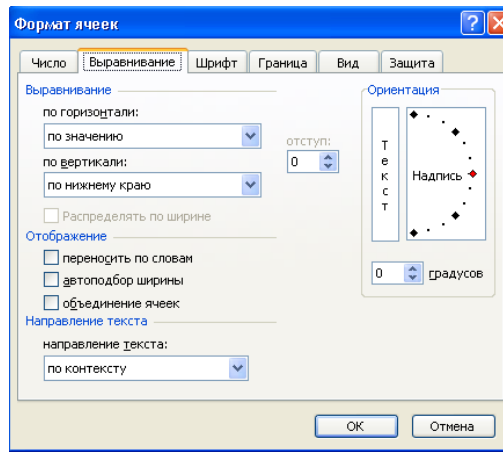 Формат ячеек
Число Выравнивание Шрифт Граница Вид Защита
Выравнивание
по горизонтали:
по значению
отступ:
0
по вертикали:
по нижнему краю
Распределять по ширине
Отображение
переносить по словам
автоподбор ширины
объединение ячеек
Направление текста
направление текста:
по контексту
Ориентация
Текст
Надпись
0 градусов
ОК Отмена